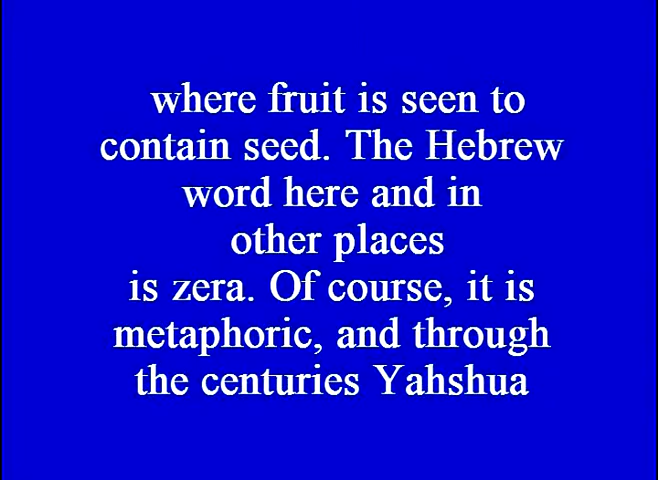 where fruit is seen to
contain seed. The Hebrew
word here and in
other places
is zera. Of course, it is
metaphoric, and through
the centuries Yahshua